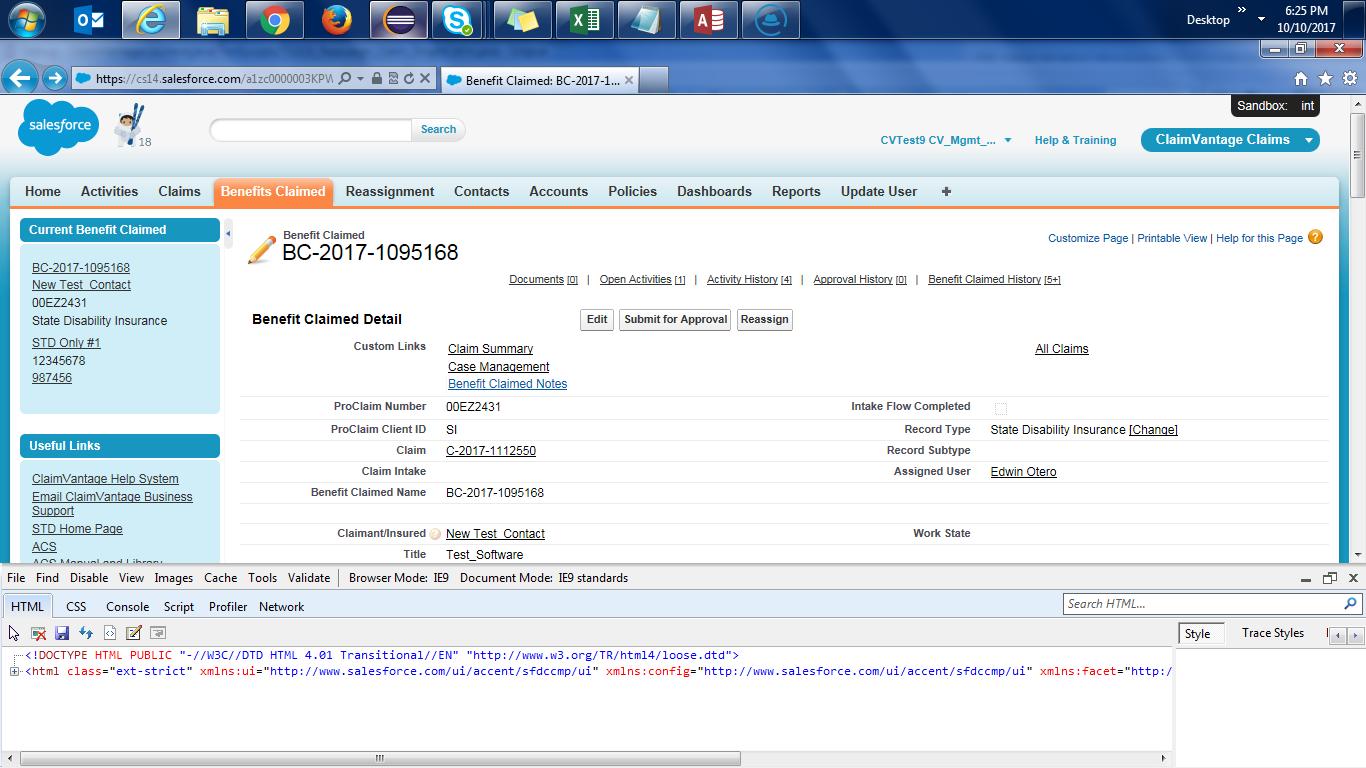 6:25 PM
Desktop
10/10/2017
https://cs14.salesforce.com/a1zc0000003KPV
Benefit Claimed: BC-2017-1...
Sandbox: int
salesforce
18
Search
CVTest9 CV_Mgmt_...
Help & Training
ClaimVantage Claims
Home Activities Claims Benefits Claimed Reassignment Contacts Accounts Policies Dashboards Reports Update User +
Current Benefit Claimed
BC-2017-1095168
New Test_Contact
00EZ2431
State Disability Insurance
STD Only #1
12345678
987456
Useful Links
ClaimVantage Help System
Email ClaimVantage Business
Support
STD Home Page
ACS
ACS Manual and Library
Benefit Claimed
BC-2017-1095168
Customize Page | Printable View | Help for this Page
Documents [0] | Open Activities [1] | Activity History [4] | Approval History [0] | Benefit Claimed History [5+]
Benefit Claimed Detail
Edit Submit for Approval Reassign
Custom Links Claim Summary All Claims
Case Management
Benefit Claimed Notes
ProClaim Number 00EZ2431 Intake Flow Completed
ProClaim Client ID SI Record Type State Disability Insurance [Change]
Claim C-2017-1112550 Record Subtype
Claim Intake Assigned User Edwin Otero
Benefit Claimed Name BC-2017-1095168
Claimant/Insured New Test_Contact Work State
Title Test_Software
File Find Disable View Images Cache Tools Validate Browser Mode: IE9 Document Mode: IE9 standards
HTML CSS Console Script Profiler Network
Search HTML...
Style Trace Styles
<!DOCTYPE HTML PUBLIC "-//W3C//DTD HTML 4.01 Transitional//EN" "http://www.w3.org/TR/html4/loose.dtd">
<html class="ext-strict" xmlns:ui="http://www.salesforce.com/ui/accent/sfdccmp/ui" xmlns:config="http://www.salesforce.com/ui/accent/sfdccmp/ui" xmlns:facet="http:/